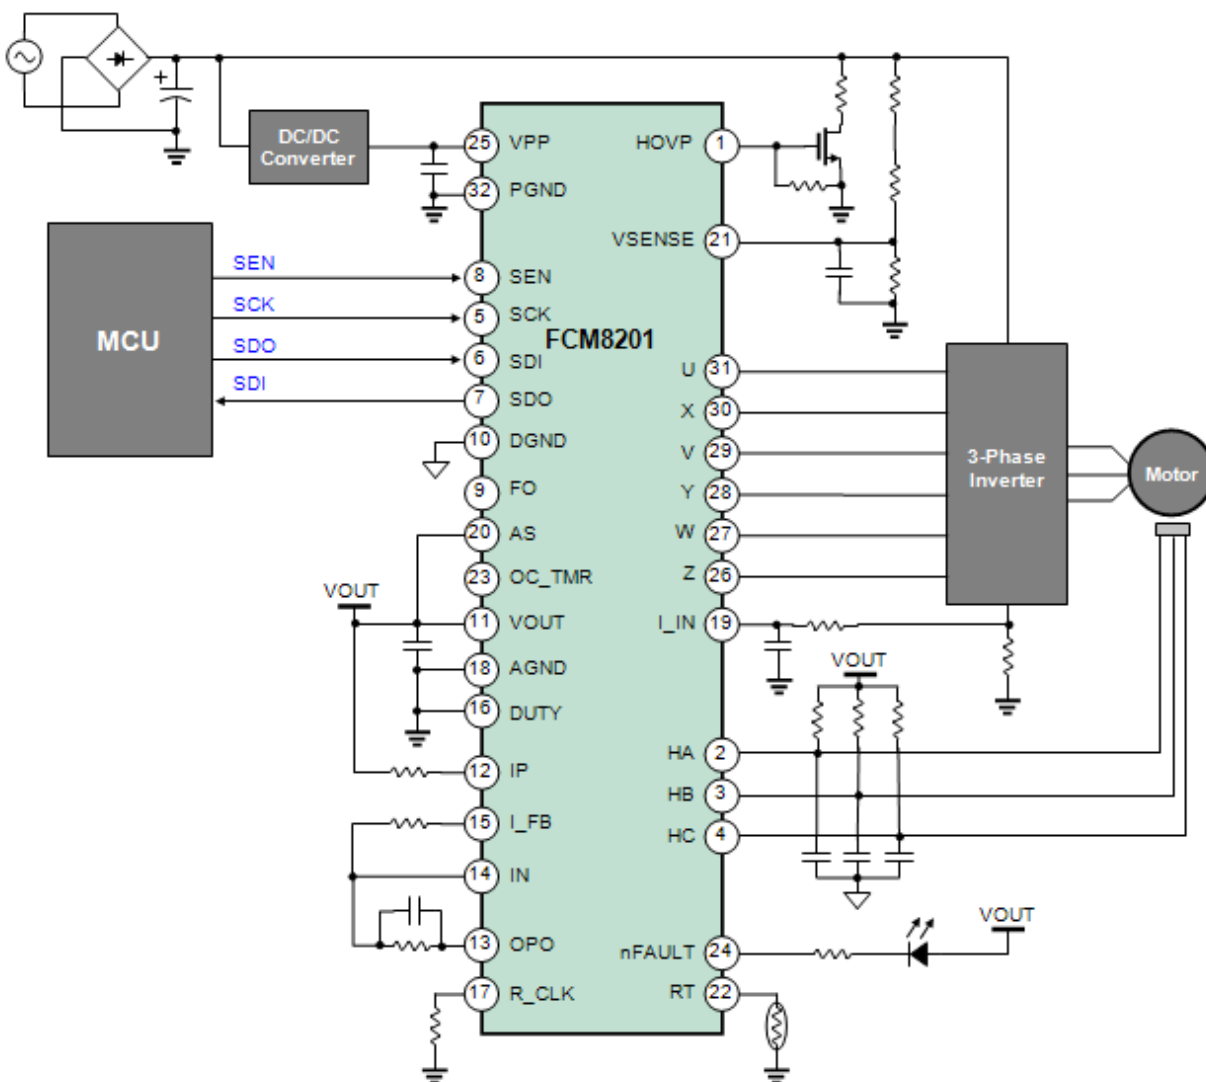 DC/DC
Converter
25
VPP
HOVP
1
32
PGND
VSENSE
21
MCU
SEN
8
SEN
SCK
5
SCK
FCM8201
SDO
6
SDI
SDI
7
SDO
U
31
X
30
10
DGND
V
29
3-Phase
Inverter
Motor
9
FO
Y
28
20
AS
W
27
23
OC_TMR
Z
26
VOUT
11
VOUT
I_IN
19
18
AGND
VOUT
16
DUTY
HA
2
12
IP
HB
3
15
I_FB
HC
4
14
IN
VOUT
13
OPO
nFAULT
24
17
R_CLK
RT
22